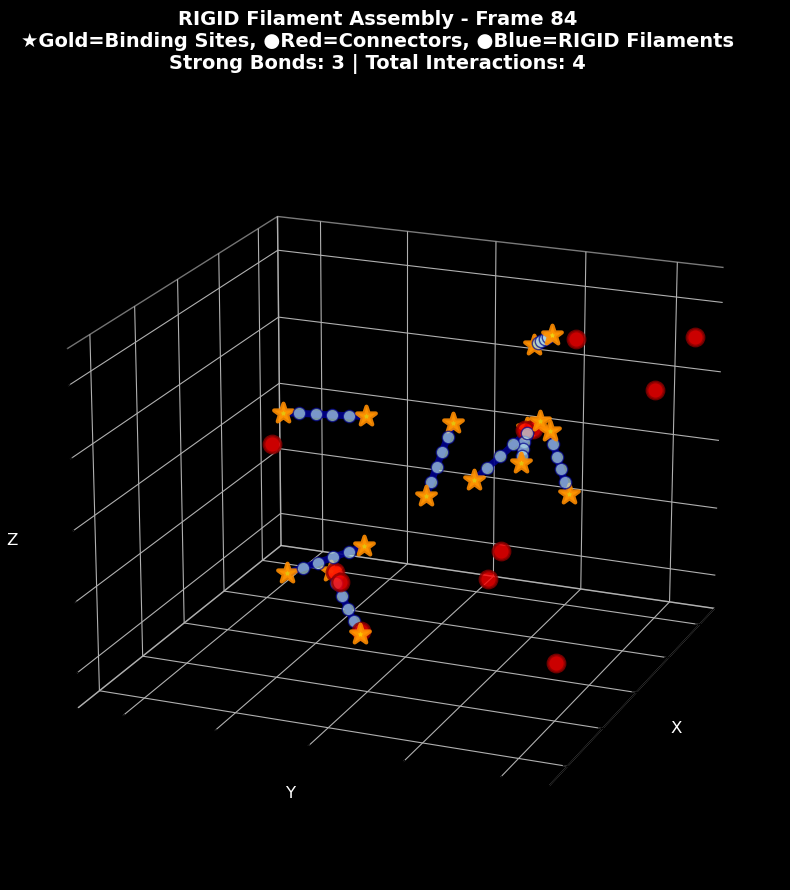 RIGID Filament Assembly - Frame 84
★Gold=Binding Sites, ●Red=Connectors, ●Blue=RIGID Filaments
Strong Bonds: 3 | Total Interactions: 4
Z
X
Y